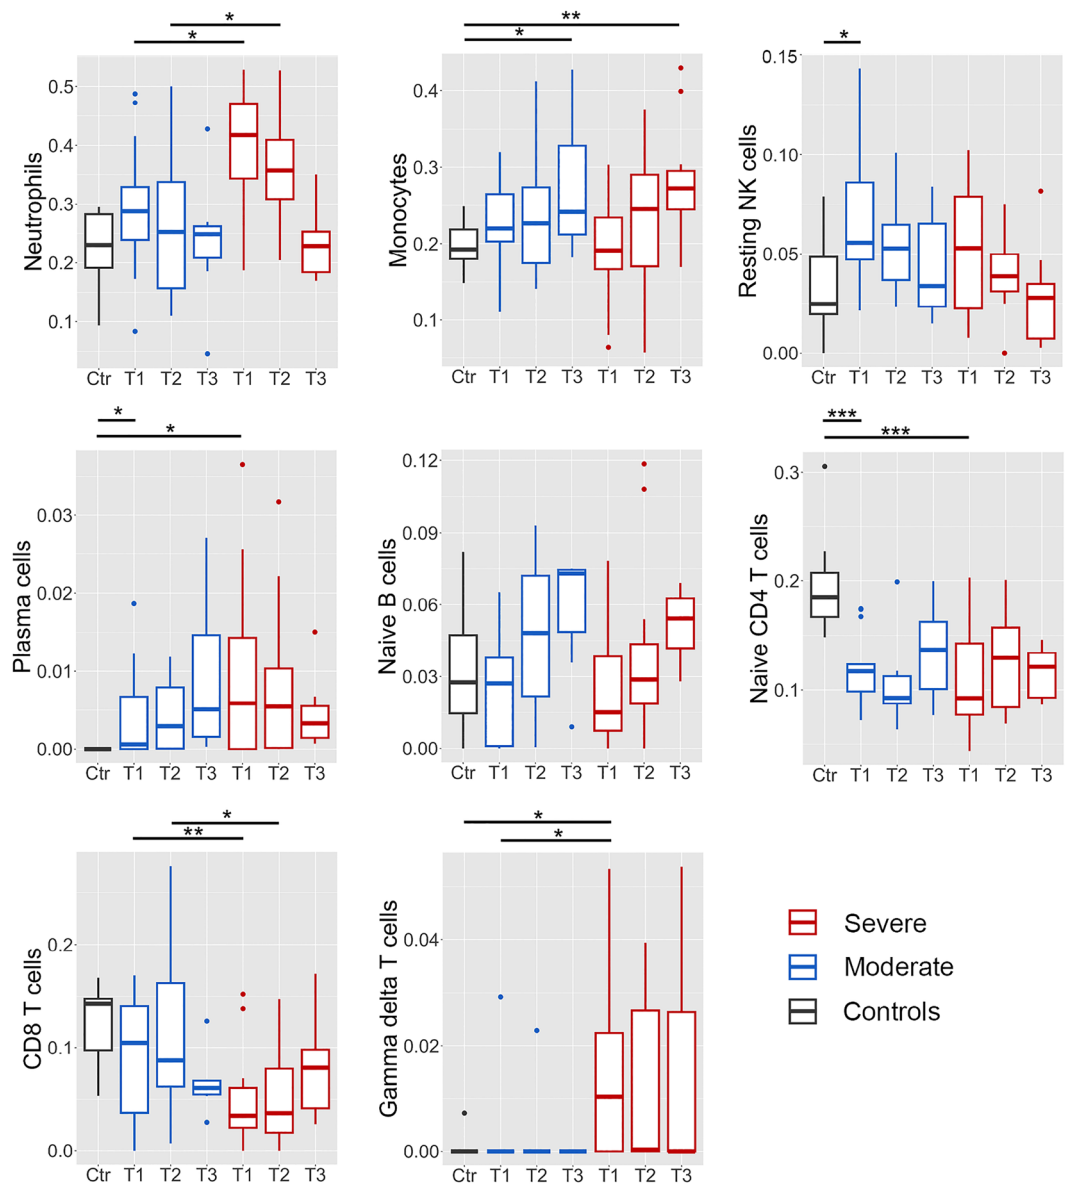 * ** *
* *
Neutrophils
0.5
0.4
0.3
0.2
0.1
Ctr T1 T2 T3 T1 T2 T3
Monocytes
0.4
0.3
0.2
0.1
Ctr T1 T2 T3 T1 T2 T3
Resting NK cells
0.15
0.10
0.05
0.00
Ctr T1 T2 T3 T1 T2 T3
* ***
* ***
Plasma cells
0.03
0.02
0.01
0.00
Ctr T1 T2 T3 T1 T2 T3
Naive B cells
0.12
0.09
0.06
0.03
0.00
Ctr T1 T2 T3 T1 T2 T3
Naive CD4 T cells
0.3
0.2
0.1
Ctr T1 T2 T3 T1 T2 T3
* *
** *
CD8 T cells
0.2
0.1
0.0
Ctr T1 T2 T3 T1 T2 T3
Gamma delta T cells
0.04
0.02
0.00
Ctr T1 T2 T3 T1 T2 T3
Severe
Moderate
Controls